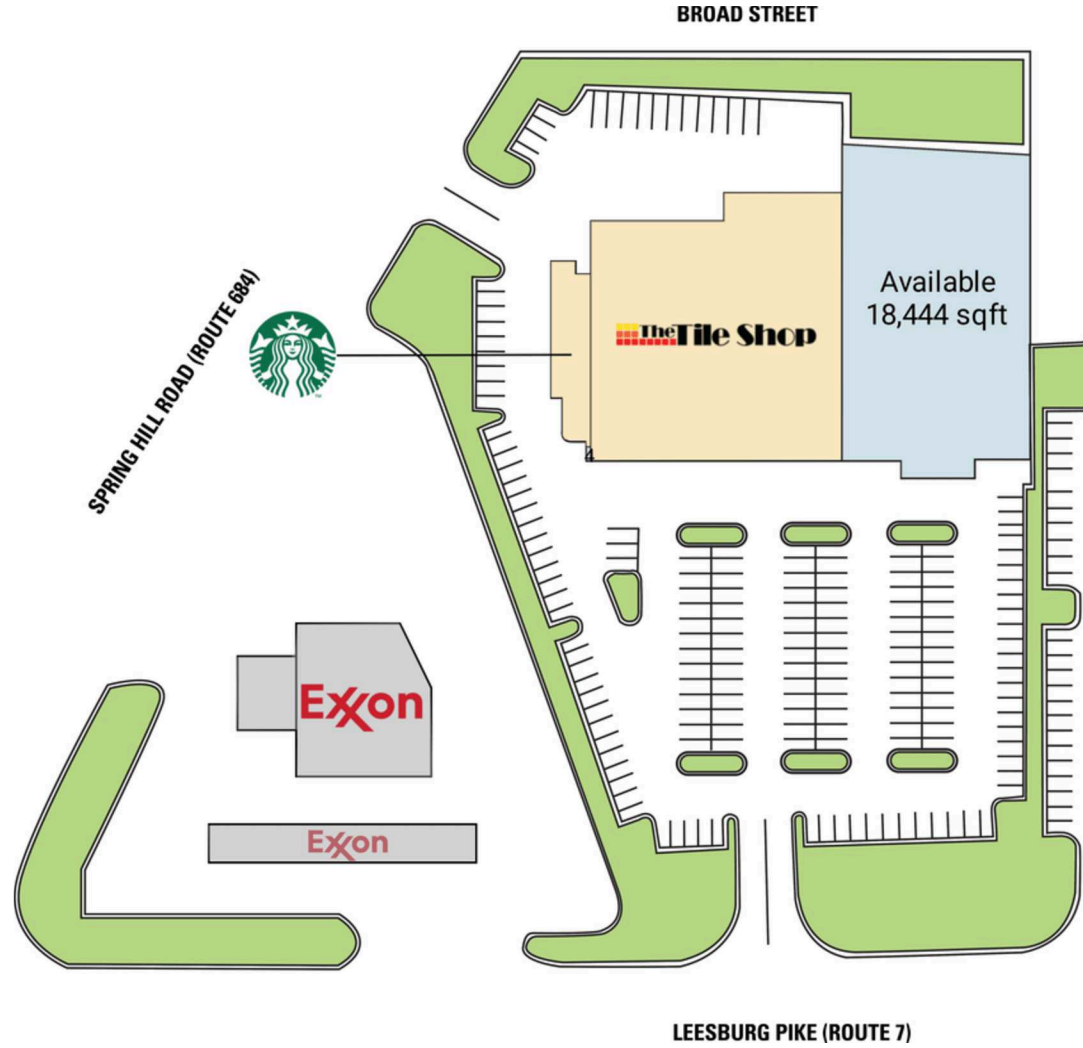 BROAD STREET
SPRING HILL ROAD (ROUTE 684)
The Tile Shop
Available
18,444 sqft
4
Exxon
Exxon
LEESBURG PIKE (ROUTE 7)